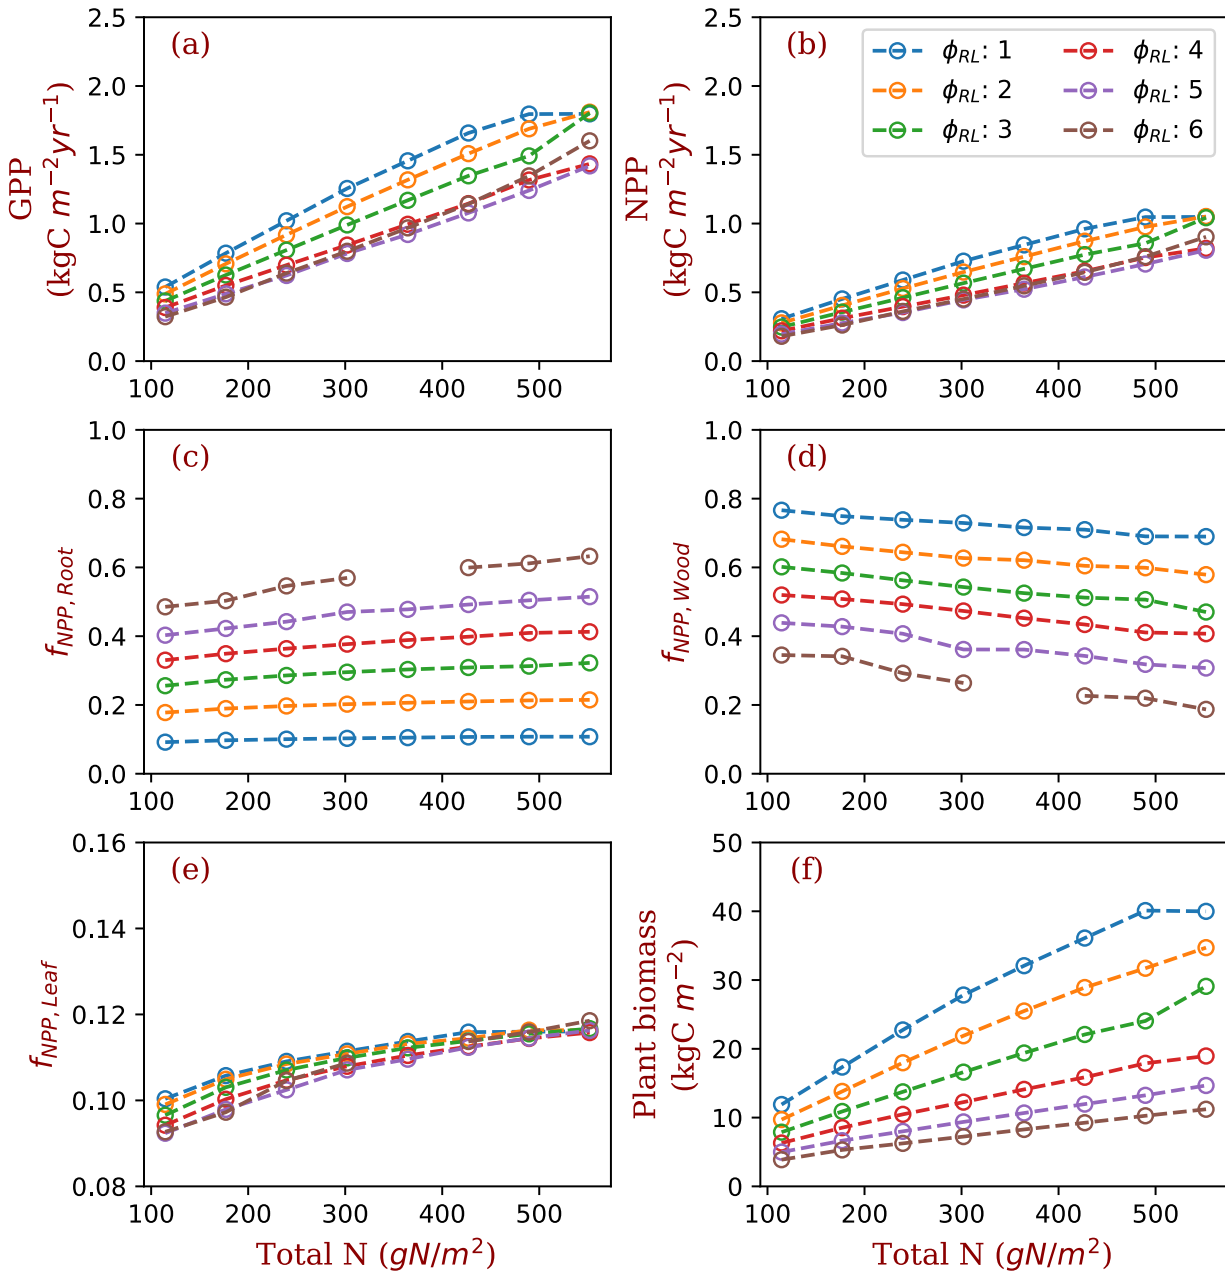 (a)
GPP
(kgC m⁻²yr⁻¹)
2.5
2.0
1.5
1.0
0.5
0.0
100 200 300 400 500
(b)
NPP
(kgC m⁻²yr⁻¹)
2.5
2.0
1.5
1.0
0.5
0.0
100 200 300 400 500
ϕRL: 1
ϕRL: 2
ϕRL: 3
ϕRL: 4
ϕRL: 5
ϕRL: 6
(c)
fNPP, Root
1.0
0.8
0.6
0.4
0.2
0.0
100 200 300 400 500
(d)
fNPP, Wood
1.0
0.8
0.6
0.4
0.2
0.0
100 200 300 400 500
(e)
fNPP, Leaf
0.16
0.14
0.12
0.10
0.08
100 200 300 400 500
Total N (gN/m²)
(f)
Plant biomass
(kgC m⁻²)
50
40
30
20
10
0
100 200 300 400 500
Total N (gN/m²)